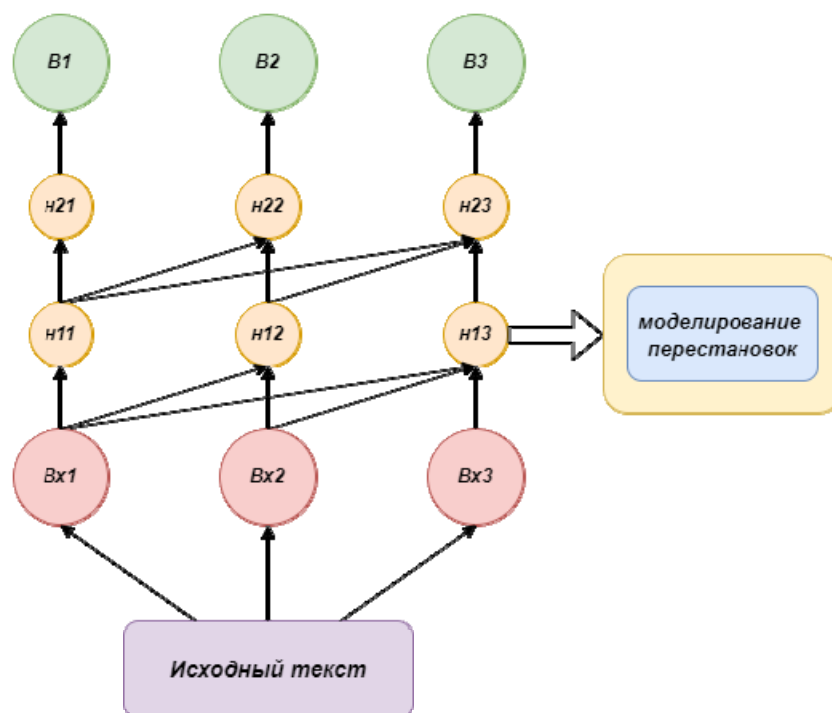 В1
В2
В3
н21
н22
н23
н11
н12
н13
моделирование
перестановок
Вх1
Вх2
Вх3
Исходный текст